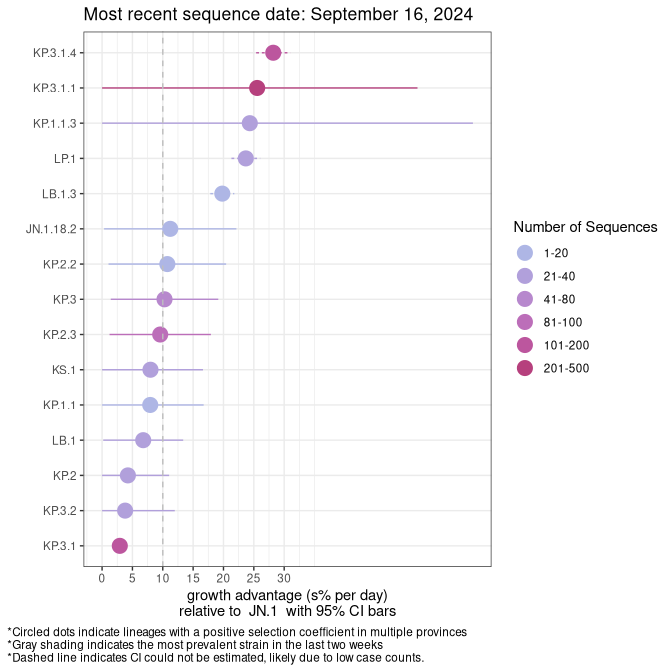 Most recent sequence date: September 16, 2024
KP.3.1.4
KP.3.1.1
KP.1.1.3
LP.1
LB.1.3
JN.1.18.2
KP.2.2
KP.3
KP.2.3
KS.1
KP.1.1
LB.1
KP.2
KP.3.2
KP.3.1
0 5 10 15 20 25 30
growth advantage (s% per day)
relative to JN.1 with 95% CI bars
Number of Sequences
1-20
21-40
41-80
81-100
101-200
201-500
*Circled dots indicate lineages with a positive selection coefficient in multiple provinces
*Gray shading indicates the most prevalent strain in the last two weeks
*Dashed line indicates CI could not be estimated, likely due to low case counts.